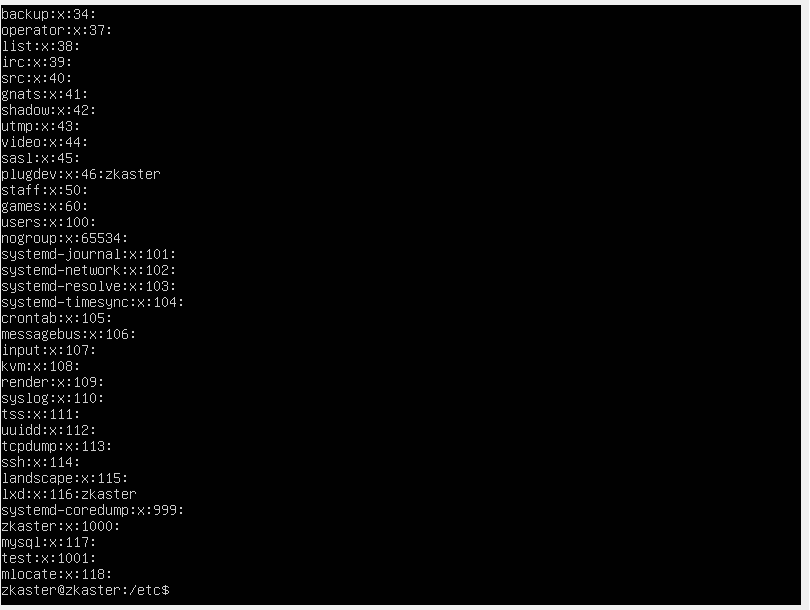 backup:x:34:
operator:x:37:
list:x:38:
irc:x:39:
src:x:40:
gnats:x:41:
shadow:x:42:
utmp:x:43:
video:x:44:
sasl:x:45:
plugdev:x:46:zkaster
staff:x:50:
games:x:60:
users:x:100:
nogroup:x:65534:
systemd-journal:x:101:
systemd-network:x:102:
systemd-resolve:x:103:
systemd-timesync:x:104:
crontab:x:105:
messagebus:x:106:
input:x:107:
kvm:x:108:
render:x:109:
syslog:x:110:
tss:x:111:
uuidd:x:112:
tcpdump:x:113:
ssh:x:114:
landscape:x:115:
lxd:x:116:zkaster
systemd-coredump:x:999:
zkaster:x:1000:
mysql:x:117:
test:x:1001:
mlocate:x:118:
zkaster@zkaster:/etc$